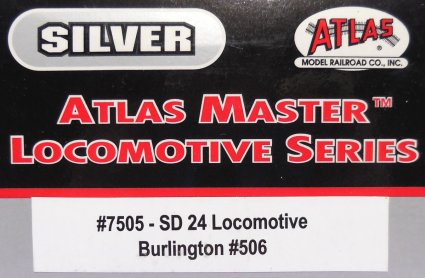 SILVER
ATLAS
®
MODEL RAILROAD CO., INC.
ATLAS MASTER™
LOCOMOTIVE SERIES
#7505 - SD 24 Locomotive
Burlington #506